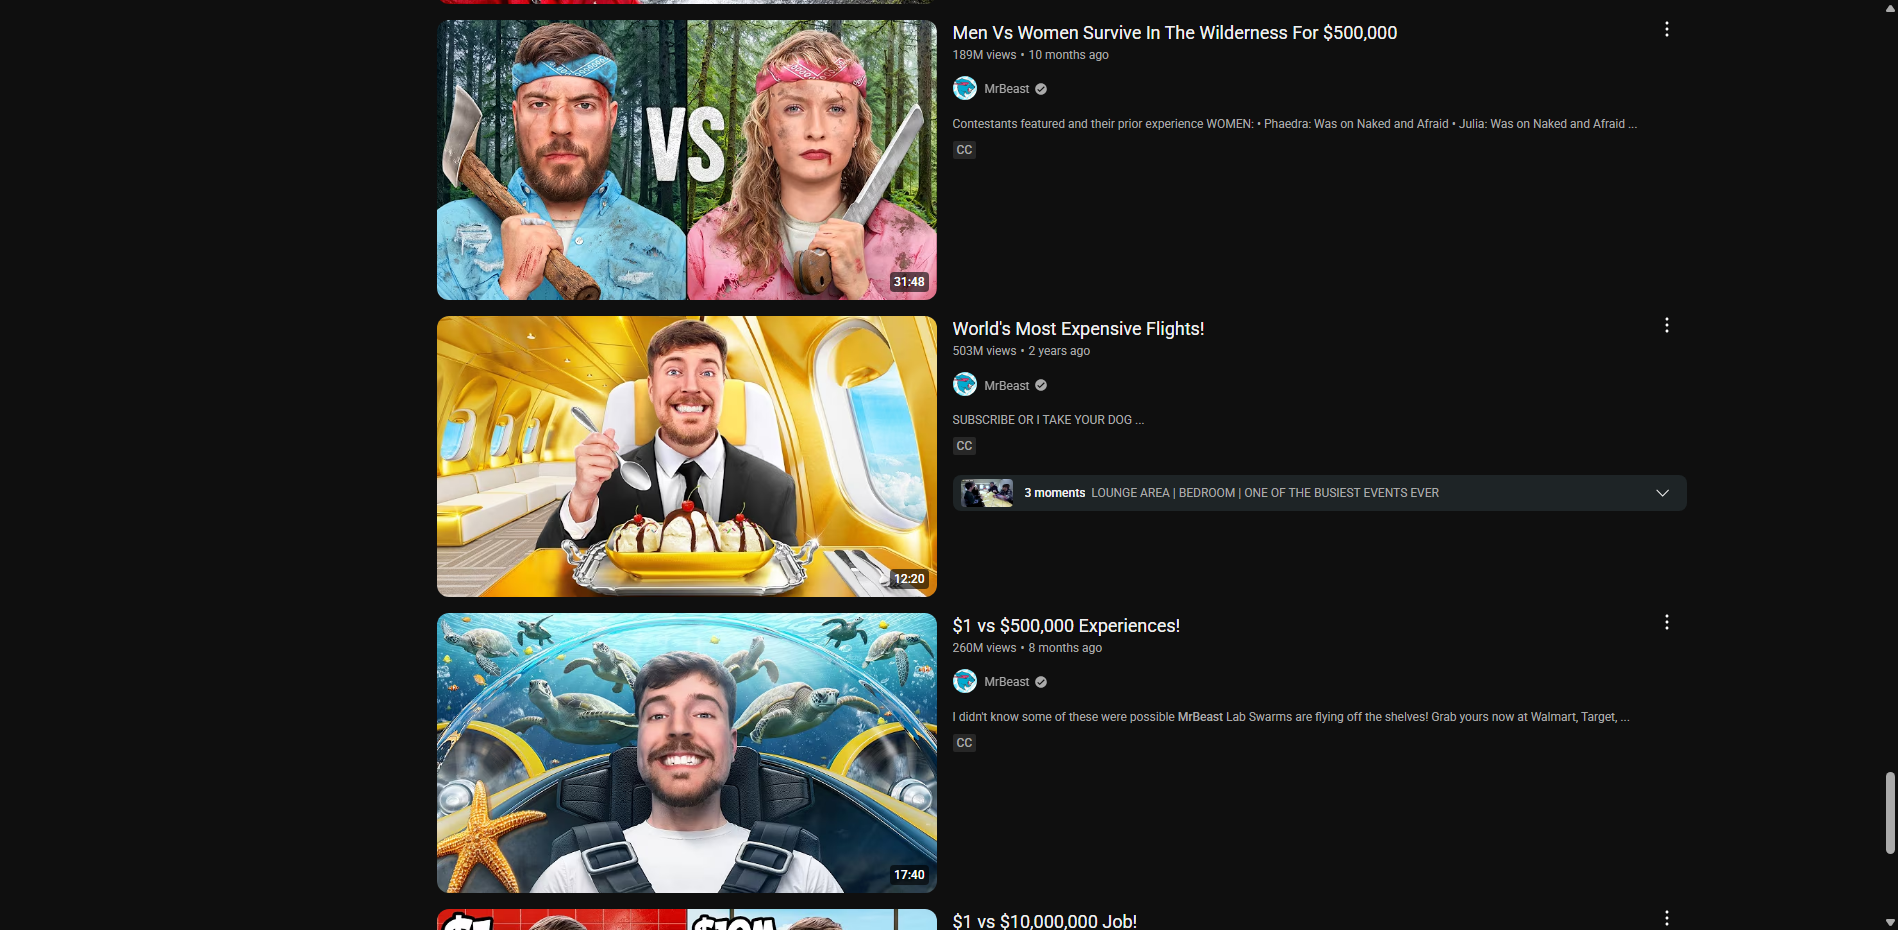 VS
31:48
Men Vs Women Survive In The Wilderness For $500,000
189M views • 10 months ago
MrBeast
Contestants featured and their prior experience WOMEN: • Phaedra: Was on Naked and Afraid • Julia: Was on Naked and Afraid ...
CC
12:20
World's Most Expensive Flights!
503M views • 2 years ago
MrBeast
SUBSCRIBE OR I TAKE YOUR DOG ...
CC
3 moments LOUNGE AREA | BEDROOM | ONE OF THE BUSIEST EVENTS EVER
17:40
$1 vs $500,000 Experiences!
260M views • 8 months ago
MrBeast
I didn't know some of these were possible MrBeast Lab Swarms are flying off the shelves! Grab yours now at Walmart, Target, ...
CC
$1 $10M
$1 vs $10,000,000 Job!